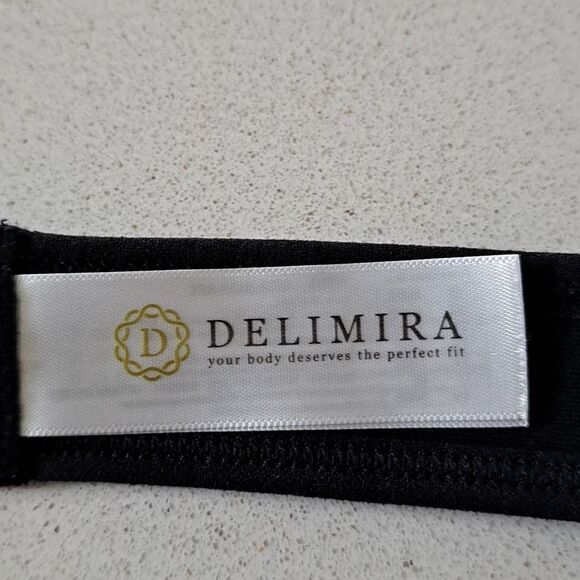 D
DELIMIRA
your body deserves the perfect fit